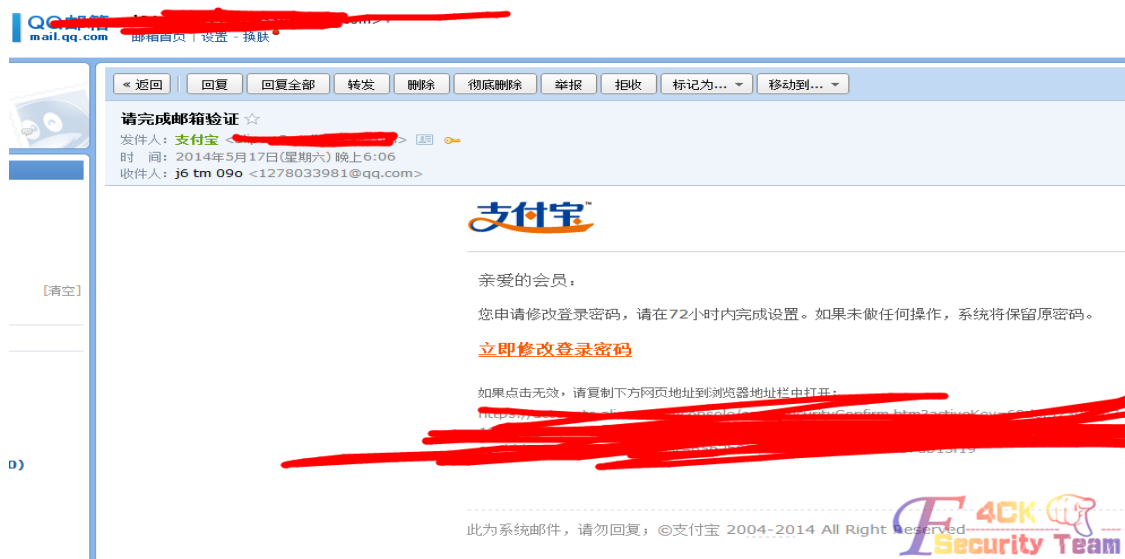 QQ邮箱
mail.qq.com
邮箱首页 | 设置 - 换肤
« 返回 回复 回复全部 转发 删除 彻底删除 举报 拒收 标记为... 移动到...
请完成邮箱验证 ☆
发件人：支付宝
时 间：2014年5月17日(星期六) 晚上6:06
收件人：j6 tm 09o <1278033981@qq.com>
支付宝™
[清空]
亲爱的会员：
您申请修改登录密码，请在72小时内完成设置。如果未做任何操作，系统将保留原密码。
立即修改登录密码
如果点击无效，请复制下方网页地址到浏览器地址栏中打开：
此为系统邮件，请勿回复；©支付宝 2004-2014 All Right Reserved
F4CK
Security Team